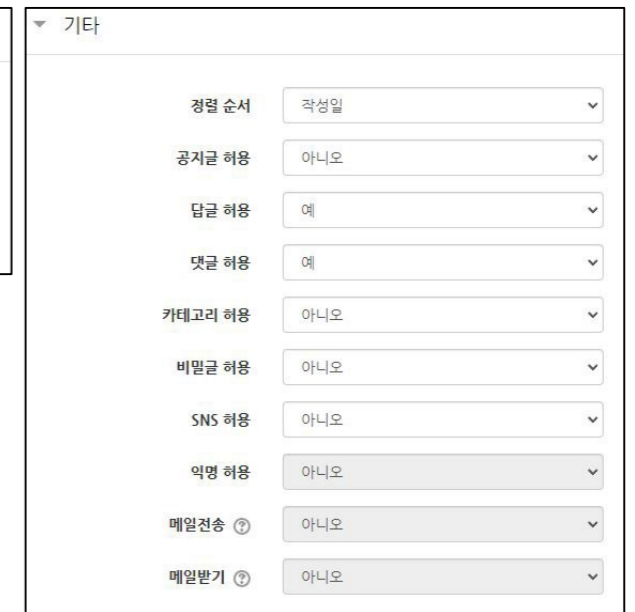 기타
정렬 순서 작성일
공지글 허용 아니오
답글 허용 예
댓글 허용 예
카테고리 허용 아니오
비밀글 허용 아니오
SNS 허용 아니오
익명 허용 아니오
메일전송 ? 아니오
메일받기 ? 아니오